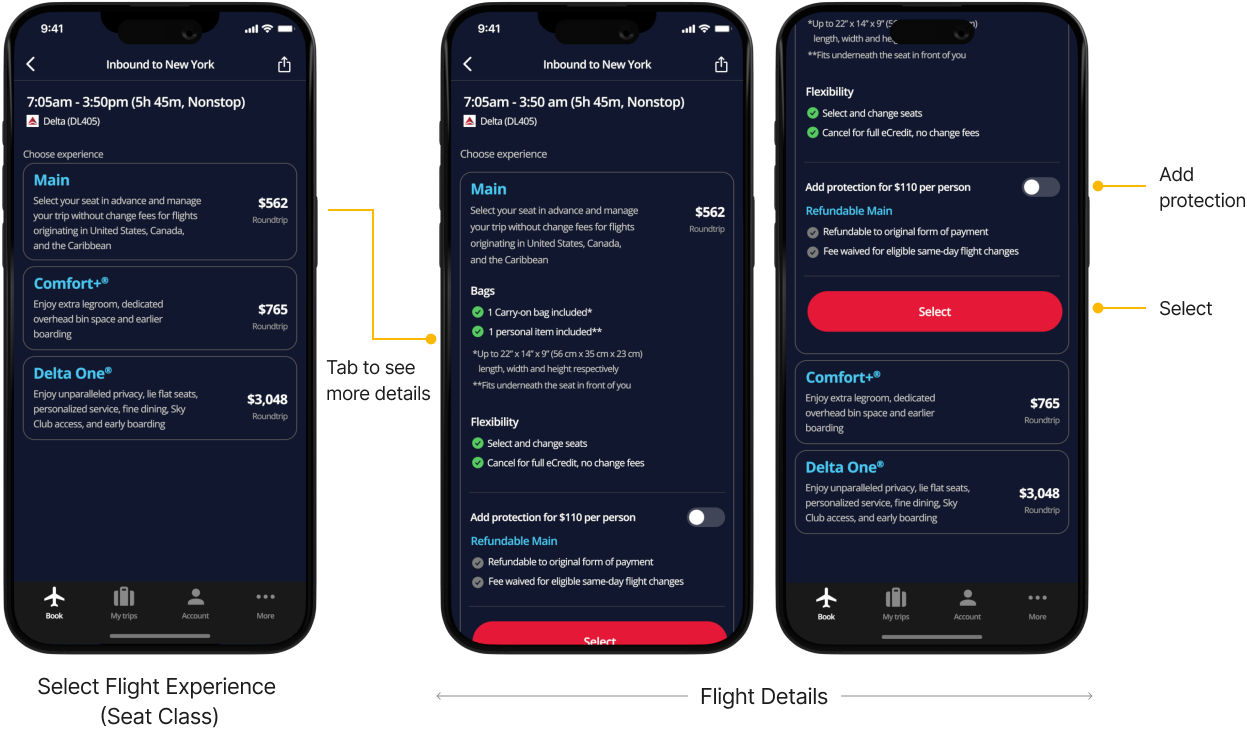 9:41
Inbound to New York
7:05am - 3:50pm (5h 45m, Nonstop)
Delta (DL405)
Choose experience
Main
Select your seat in advance and manage
your trip without change fees for flights
originating in United States, Canada,
and the Caribbean
$562
Roundtrip
Comfort+®
Enjoy extra legroom, dedicated
overhead bin space and earlier
boarding
$765
Roundtrip
Delta One®
Enjoy unparalleled privacy, lie flat seats,
personalized service, fine dining, Sky
Club access, and early boarding
$3,048
Roundtrip
Book
My trips
Account
More
Select Flight Experience
(Seat Class)
Tab to see
more details
9:41
Inbound to New York
7:05am - 3:50 am (5h 45m, Nonstop)
Delta (DL405)
Choose experience
Main
Select your seat in advance and manage
your trip without change fees for flights
originating in United States, Canada,
and the Caribbean
$562
Roundtrip
Bags
1 Carry-on bag included*
1 personal item included**
*Up to 22" x 14" x 9" (56 cm x 35 cm x 23 cm)
length, width and height respectively
**Fits underneath the seat in front of you
Flexibility
Select and change seats
Cancel for full eCredit, no change fees
Add protection for $110 per person
Refundable Main
Refundable to original form of payment
Fee waived for eligible same-day flight changes
Select
*Up to 22" x 14" x 9"
length, width and
**Fits underneath the seat in front of you
Flexibility
Select and change seats
Cancel for full eCredit, no change fees
Add protection for $110 per person
Refundable Main
Refundable to original form of payment
Fee waived for eligible same-day flight changes
Select
Comfort+®
Enjoy extra legroom, dedicated
overhead bin space and earlier
boarding
$765
Roundtrip
Delta One®
Enjoy unparalleled privacy, lie flat seats,
personalized service, fine dining, Sky
Club access, and early boarding
$3,048
Roundtrip
Book
My trips
Account
More
Add
protection
Select
Flight Details